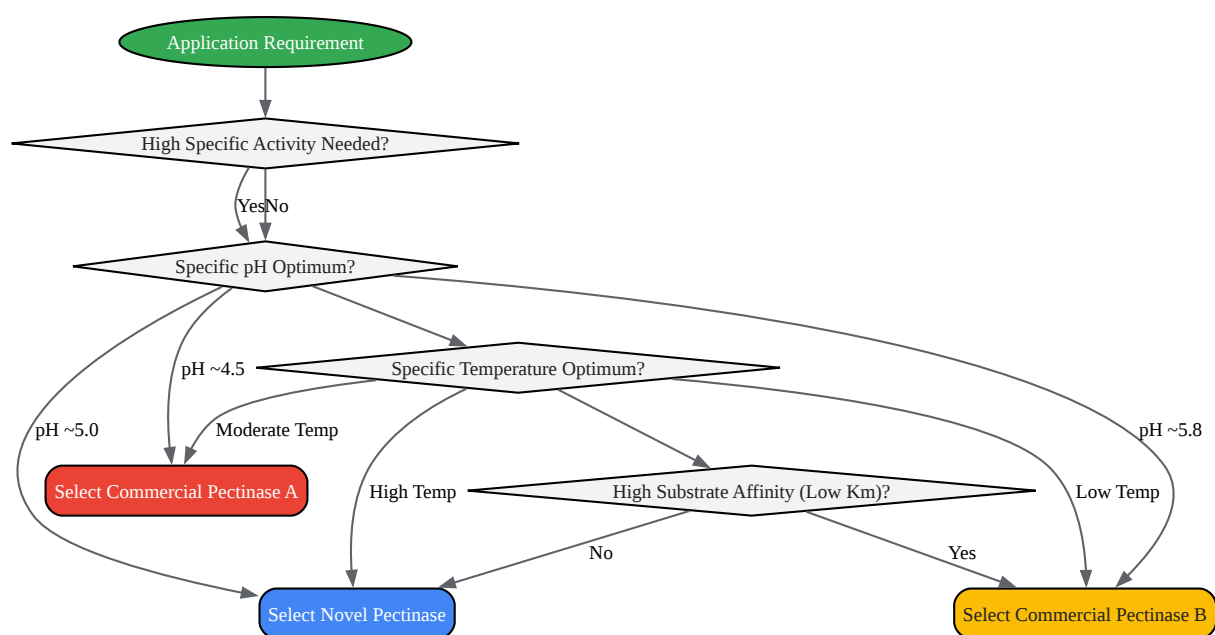 Application Requirement
High Specific Activity Needed?
Yes
No
Specific pH Optimum?
pH ~4.5
Specific Temperature Optimum?
pH ~5.0
Moderate Temp
pH ~5.8
Select Commercial Pectinase A
High Temp
High Substrate Affinity (Low Km)?
Low Temp
No
Yes
Select Novel Pectinase
Select Commercial Pectinase B